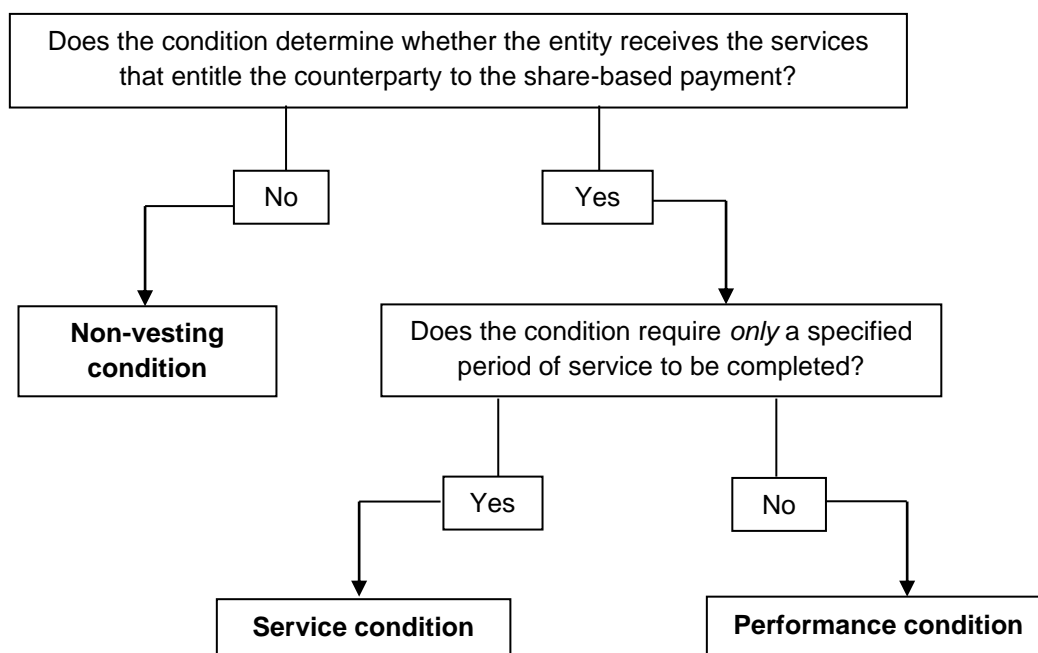 Does the condition determine whether the entity receives the services
that entitle the counterparty to the share-based payment?
No
Yes
Non-vesting
condition
Does the condition require only a specified
period of service to be completed?
Yes
No
Service condition
Performance condition